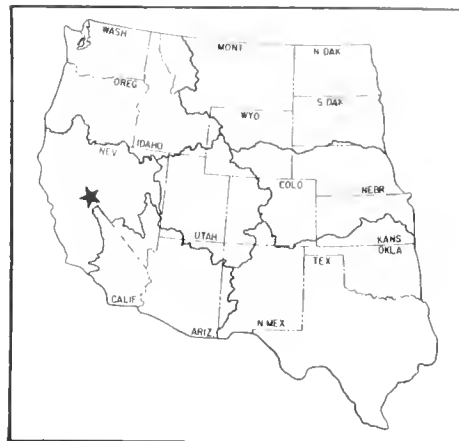 WASH
MONT
N DAK
OREG
S DAK
WYO
IDAHO
NEV
COLO
NEBR
UTAH
KANS
OKLA
TEX
CALIF
ARIZ.
N MEX